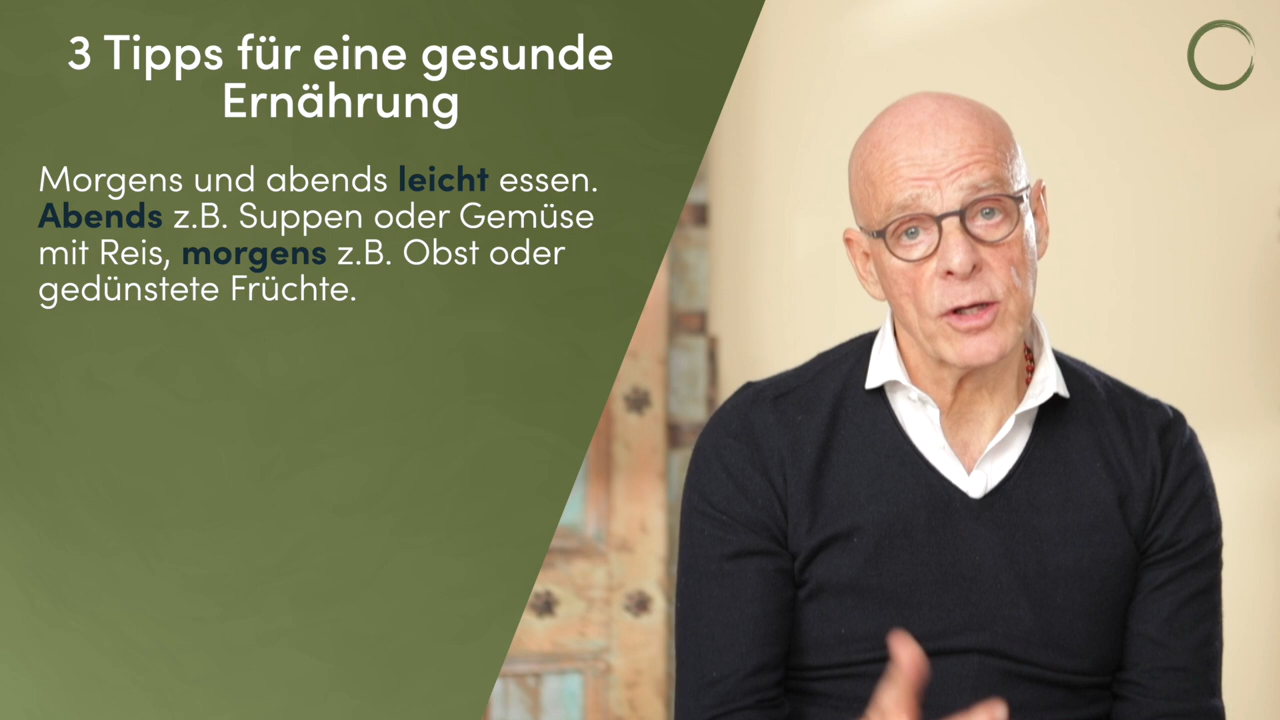 3 Tipps für eine gesunde
Ernährung
Morgens und abends leicht essen.
Abends z.B. Suppen oder Gemüse
mit Reis, morgens z.B. Obst oder
gedünstete Früchte.